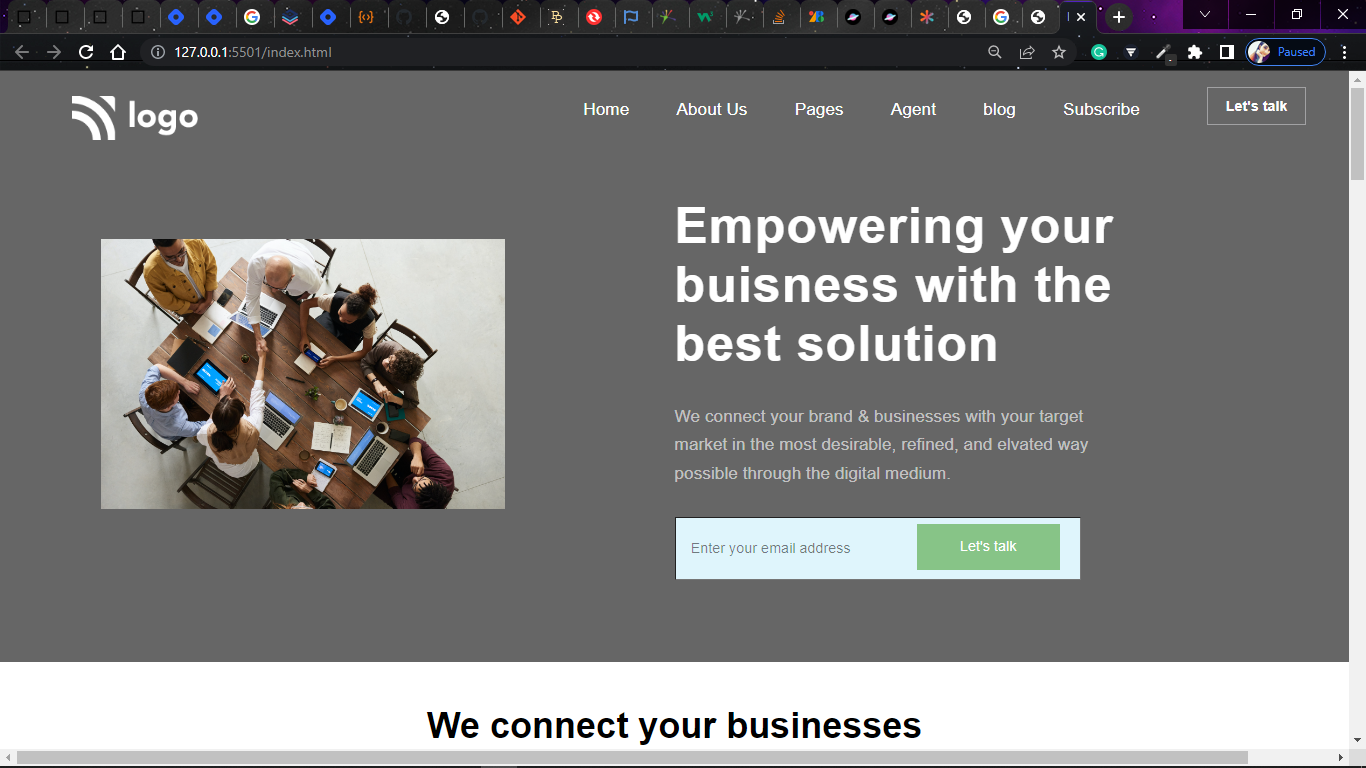 127.0.0.1:5501/index.html
Paused
logo
Home About Us Pages Agent blog Subscribe Let's talk
Empowering your
buisness with the
best solution
We connect your brand & businesses with your target
market in the most desirable, refined, and elvated way
possible through the digital medium.
Enter your email address Let's talk
We connect your businesses